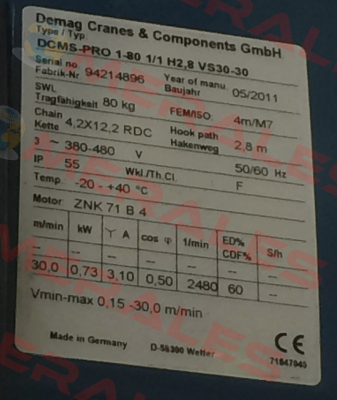 Demag Cranes & Components GmbH
Type / Typ:
DCMS-PRO 1-80 1/1 H2,8 VS30-30
Serial no. Year of manu. 05/2011
Fabrik-Nr 94214896 Baujahr
SWL
Tragfähigkeit 80 kg FEM/ISO: 4m/M7
Chain Hook path
Kette 4,2X12,2 RDC Hakenweg 2,8 m
3 ~ 380-480 V 50/60 Hz
IP 55 Wkl./Th.Cl. F
Temp. -20 - +40 °C
Motor ZNK 71 B 4
m/min kW Y A cos φ 1/min ED% CDF% S/h
-- -- -- -- -- -- --
30,0 0,73 3,10 0,50 2480 60 --
Vmin-max 0,15 -30,0 m/min
Made in Germany D-58300 Wetter CE
71847945
MERALES